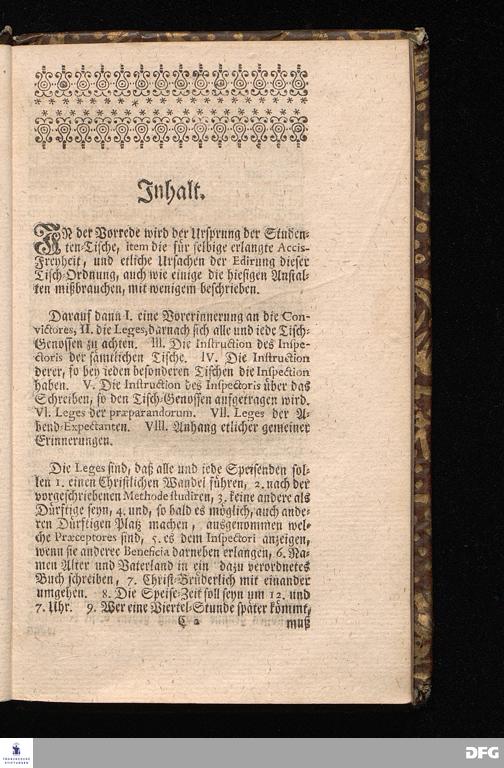 Inhalt.
IN der Vorrede wird der Ursprung der Studen-
ten-Tische, item die für selbige erlangte Accis-
Freyheit, und etliche Ursachen der Edirung dieser
Tisch-Ordnung, auch wie einige die hiesigen Anstal-
ten mißbrauchen, mit wenigem beschrieben.
Darauf dann I. eine Vorerinnerung an die Con-
victores, II. die Leges, darnach sich alle und iede Tisch-
Genossen zu achten. III. Die Instruction des Inspe-
ctoris der sämtlichen Tische. IV. Die Instruction
derer, so bey ieden besonderen Tischen die Inspection
haben. V. Die Instruction des Inspectoris über das
Schreiben, so den Tisch-Genossen aufgetragen wird.
VI. Leges der præparandorum. VII. Leges der A-
bend-Expectanten. VIII. Anhang etlicher gemeiner
Erinnerungen.
Die Leges sind, daß alle und iede Speisenden sol-
len 1. einen Christlichen Wandel führen, 2. nach der
vorgeschriebenen Methode studiren, 3. keine andere als
Dürftige seyn, 4. und, so bald es möglich, auch ande-
ren Dürftigen Platz machen, ausgenommen wel-
che Præceptores sind, 5. es dem Inspectori anzeigen,
wenn sie anderee Beneficia darneben erlangen, 6. Na-
men Alter und Vaterland in ein dazu verordnetes
Buch schreiben, 7. Christ-Brüderlich mit einander
umgehen. 8. Die Speise-Zeit soll seyn um 12. und
7. Uhr. 9. Wer eine Viertel-Stunde später kömmt,
a muß
FRANCKESCHE
STIFTUNGEN
DFG